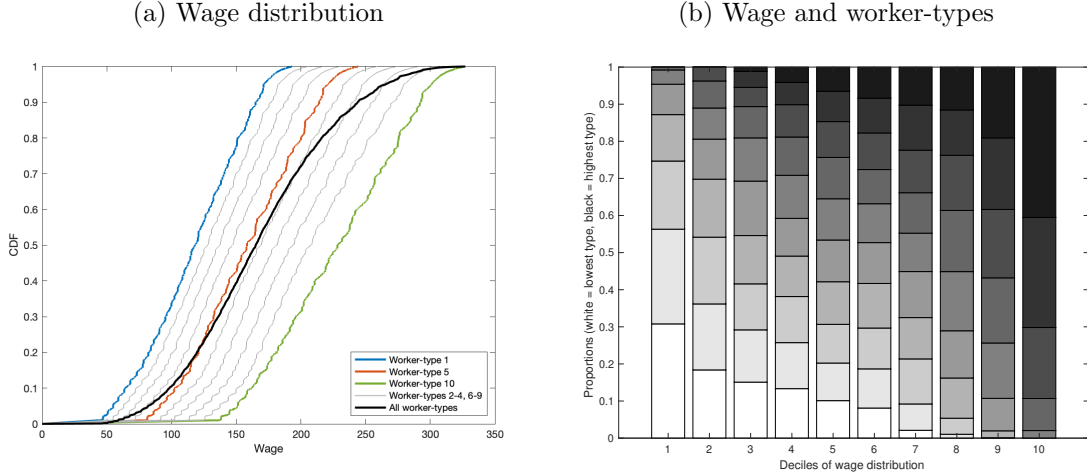 (a) Wage distribution
(b) Wage and worker-types
1
0.9
0.8
0.7
0.6
0.5
0.4
0.3
0.2
0.1
0
CDF
0 50 100 150 200 250 300 350
Wage
Worker-type 1
Worker-type 5
Worker-type 10
Worker-types 2-4, 6-9
All worker-types
1
0.9
0.8
0.7
0.6
0.5
0.4
0.3
0.2
0.1
0
Proportions (white = lowest type, black = highest type)
1 2 3 4 5 6 7 8 9 10
Deciles of wage distribution